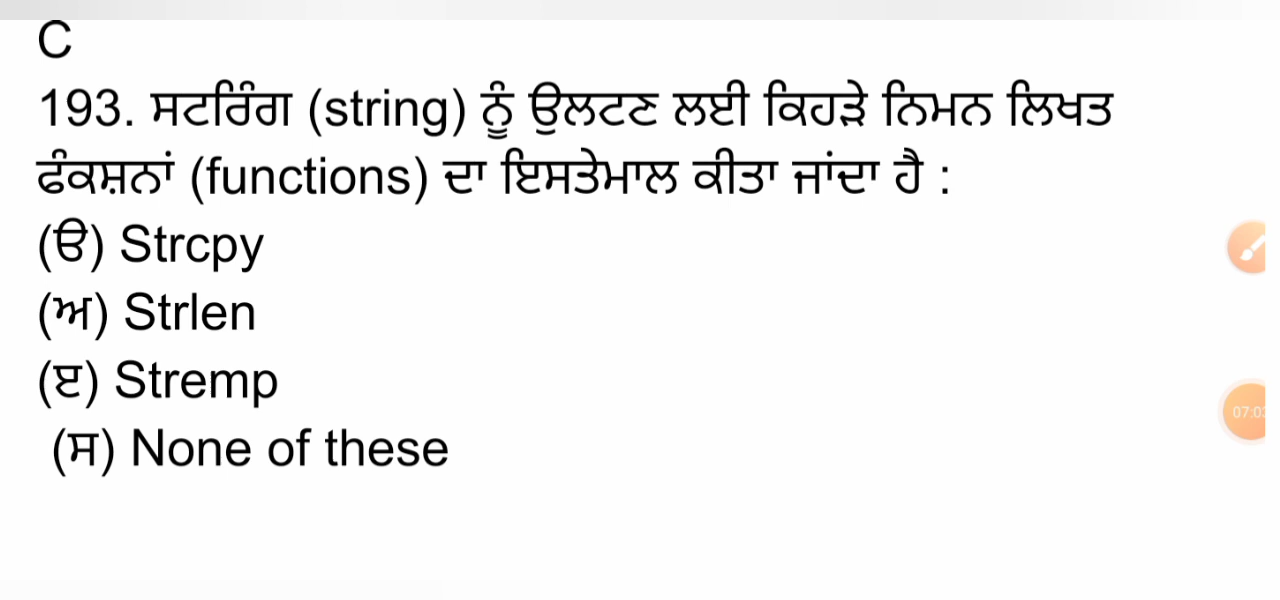 C
193. ਸਟਰਿੰਗ (string) ਨੂੰ ਉਲਟਣ ਲਈ ਕਿਹੜੇ ਨਿਮਨ ਲਿਖਤ
ਫੰਕਸ਼ਨਾਂ (functions) ਦਾ ਇਸਤੇਮਾਲ ਕੀਤਾ ਜਾਂਦਾ ਹੈ :
(ੳ) Strcpy
(ਅ) Strlen
(ੲ) Stremp
(ਸ) None of these